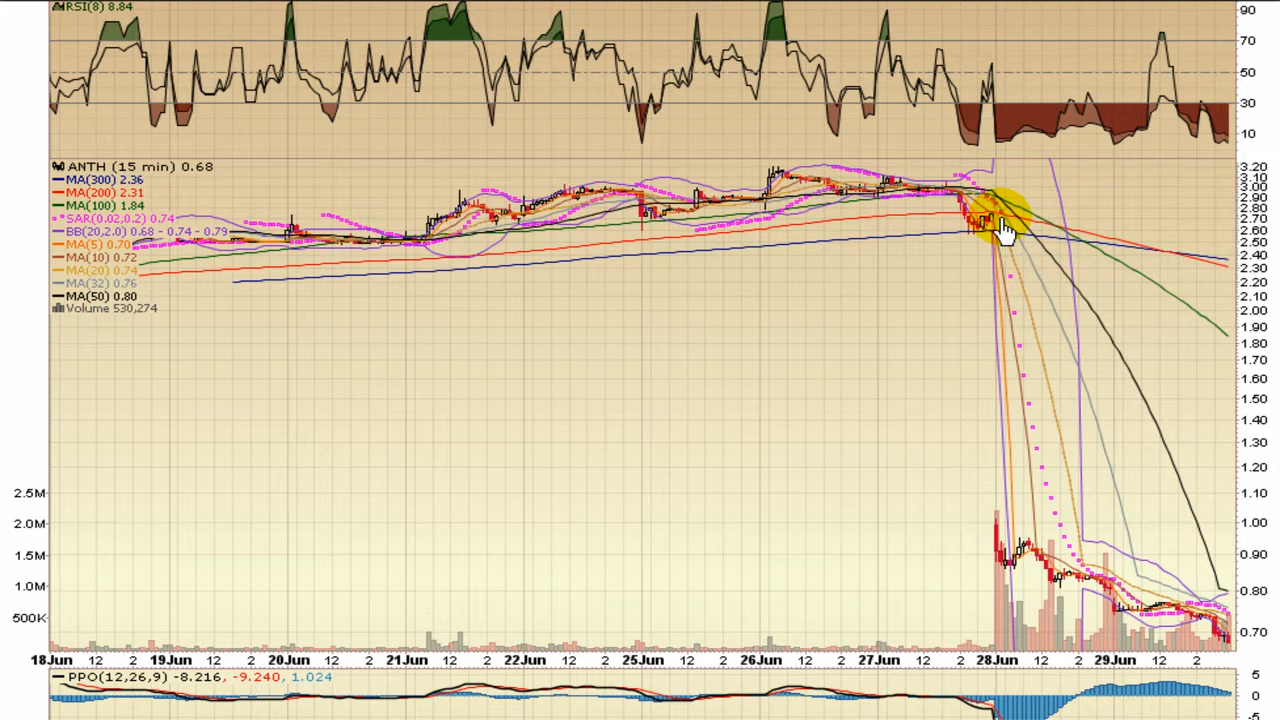 RSI(8) 8.84
90
70
50
30
10
ANTH (15 min) 0.68
MA(300) 2.36
MA(200) 2.31
MA(100) 1.84
SAR(0.02,0.2) 0.74
BB(20,2.0) 0.68 - 0.74 - 0.79
MA(5) 0.70
MA(10) 0.72
MA(20) 0.74
MA(32) 0.76
MA(50) 0.80
Volume 530,274
3.20
3.10
3.00
2.90
2.80
2.70
2.60
2.50
2.40
2.30
2.20
2.10
2.00
1.90
1.80
1.70
1.60
1.50
1.40
1.30
1.20
1.10
1.00
0.90
0.80
0.70
2.5M
2.0M
1.5M
1.0M
500K
18Jun 12 2 19Jun 12 2 20Jun 12 2 21Jun 12 2 22Jun 12 2 25Jun 12 2 26Jun 12 2 27Jun 12 2 28Jun 12 2 29Jun 12 2
PPO(12,26,9) -8.216, -9.240, 1.024
5
0
-5